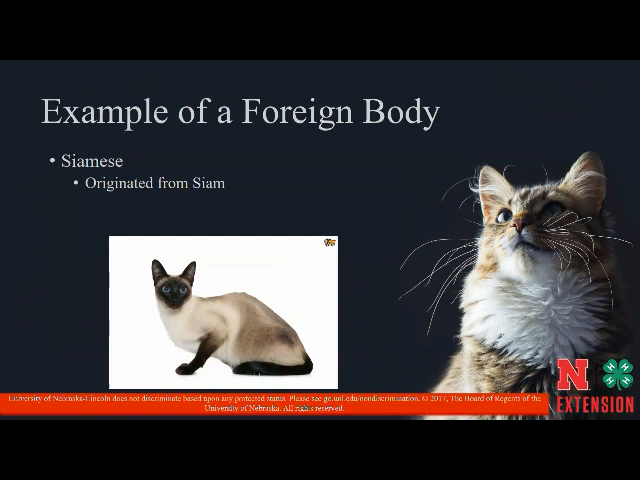 Example of a Foreign Body
• Siamese
• Originated from Siam
University of Nebraska-Lincoln does not discriminate based upon any protected status. Please see go.unl.edu/nondiscrimination. © 2017, The Board of Regents of the
University of Nebraska. All rights reserved.
N
EXTENSION